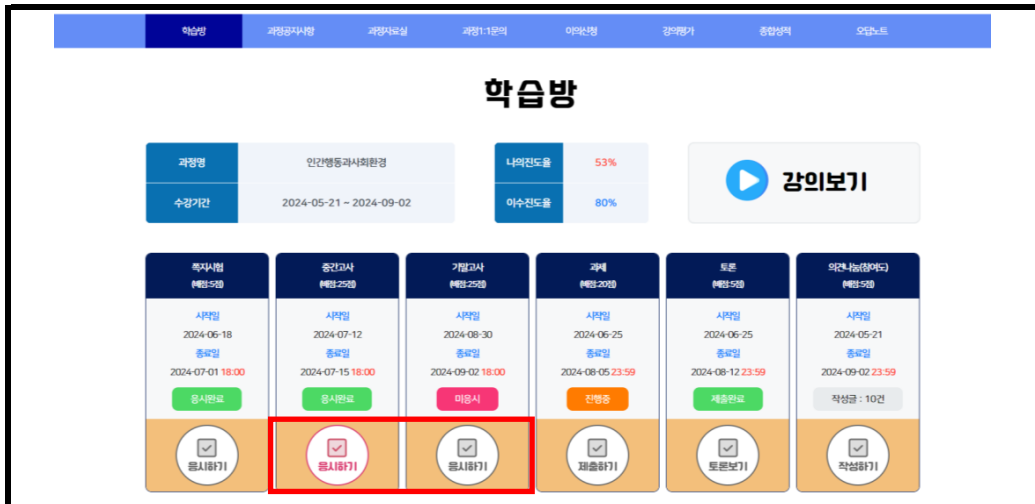 학습방 과정공지사항 과정자료실 과정1:1문의 이의신청 강의평가 종합성적 오답노트
학습방
과정명 인간행동과사회환경 나의진도율 53%
강의보기
수강기간 2024-05-21 ~ 2024-09-02 이수진도율 80%
쪽지시험 중간고사 기말고사 과제 토론 의견나눔(참여도)
(배점:5점) (배점:25점) (배점:25점) (배점:20점) (배점:5점) (배점:5점)
시작일 시작일 시작일 시작일 시작일 시작일
2024-06-18 2024-07-12 2024-08-30 2024-06-25 2024-06-25 2024-05-21
종료일 종료일 종료일 종료일 종료일 종료일
2024-07-01 18:00 2024-07-15 18:00 2024-09-02 18:00 2024-08-05 23:59 2024-08-12 23:59 2024-09-02 23:59
응시완료 응시완료 미응시 진행중 제출완료 작성글 : 10건
응시하기 응시하기 응시하기 제출하기 토론보기 작성하기